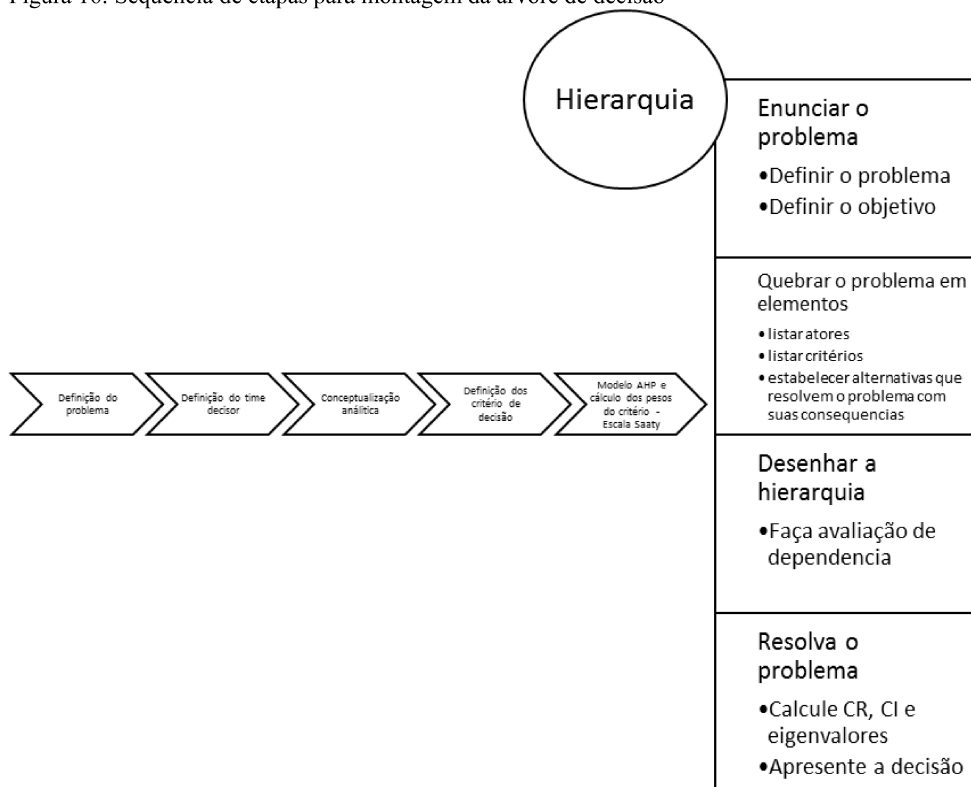 Figura 10: Sequência de etapas para montagem da árvore de decisão
Hierarquia
Enunciar o
problema
•Definir o problema
•Definir o objetivo
Quebrar o problema em
elementos
• listar atores
• listar critérios
• estabelecer alternativas que
resolvem o problema com
suas consequencias
Definição do
problema
Definição do time
decisor
Conceptualização
análitica
Definição dos
critério de
decisão
Modelo AHP e
cálculo dos pesos
do critério -
Escala Saaty
Desenhar a
hierarquia
•Faça avaliação de
dependencia
Resolva o
problema
•Calcule CR, CI e
eigenvalores
•Apresente a decisão